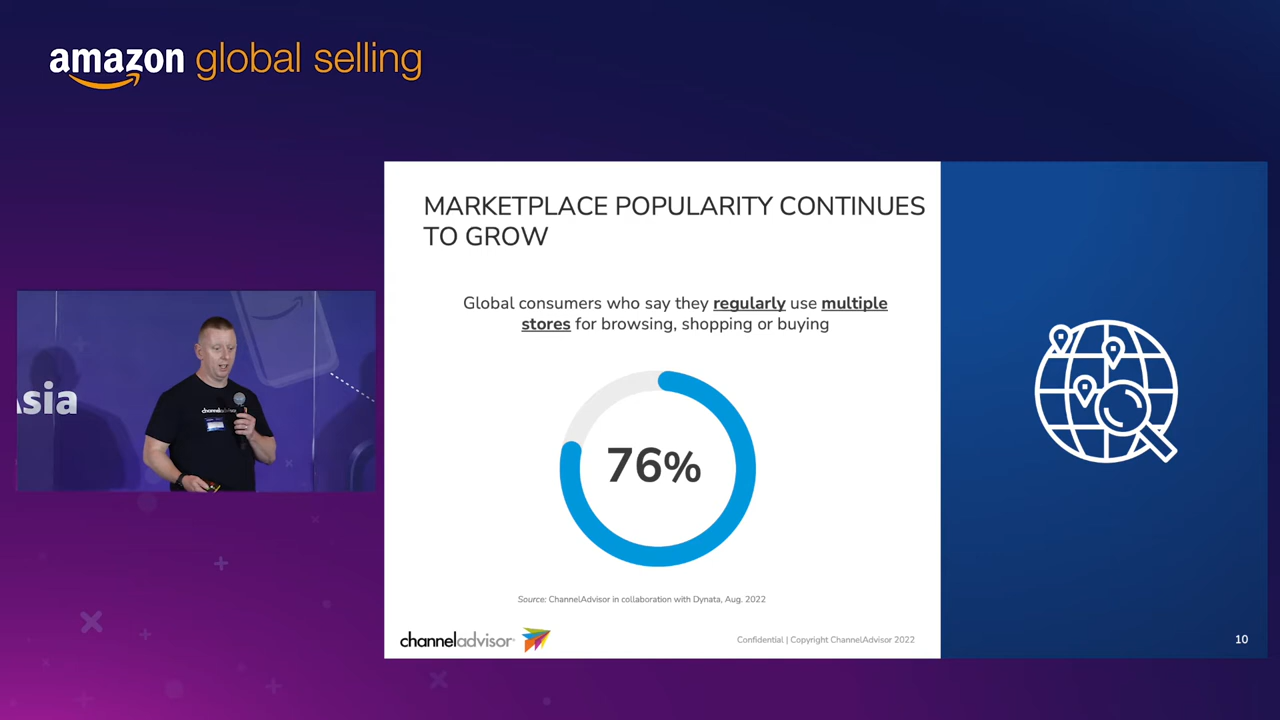 amazon global selling
MARKETPLACE POPULARITY CONTINUES
TO GROW
Global consumers who say they regularly use multiple
stores for browsing, shopping or buying
76%
sia
channeladvisor
Source: ChannelAdvisor in collaboration with Dynata, Aug. 2022
channeladvisor
Confidential | Copyright ChannelAdvisor 2022
10